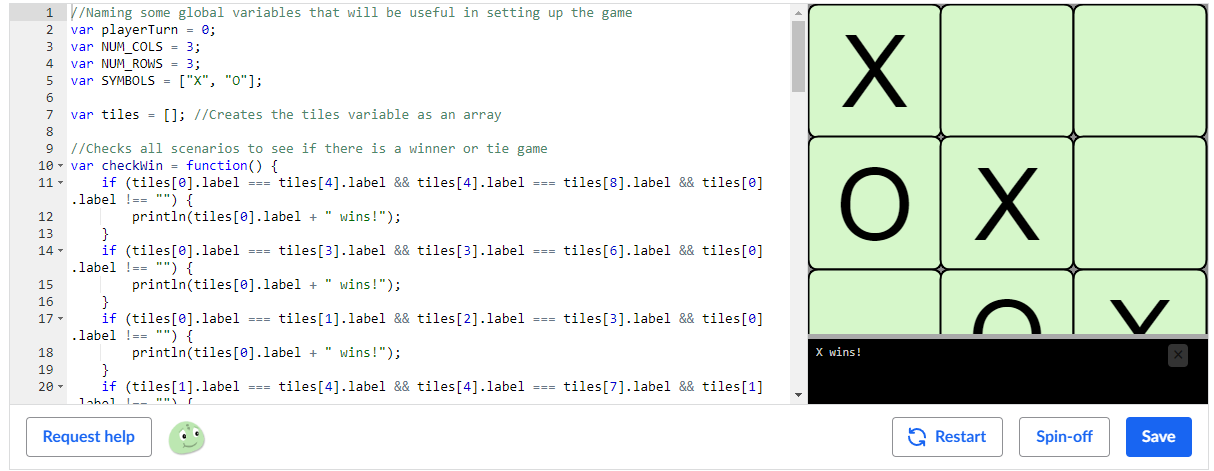 1 //Naming some global variables that will be useful in setting up the game
2 var playerTurn = 0;
3 var NUM_COLS = 3;
4 var NUM_ROWS = 3;
5 var SYMBOLS = ["X", "O"];
6
7 var tiles = []; //Creates the tiles variable as an array
8
9 //Checks all scenarios to see if there is a winner or tie game
10 var checkWin = function() {
11 if (tiles[0].label === tiles[4].label && tiles[4].label === tiles[8].label && tiles[0]
.label !== "") {
12 println(tiles[0].label + " wins!");
13 }
14 if (tiles[0].label === tiles[3].label && tiles[3].label === tiles[6].label && tiles[0]
.label !== "") {
15 println(tiles[0].label + " wins!");
16 }
17 if (tiles[0].label === tiles[1].label && tiles[2].label === tiles[3].label && tiles[0]
.label !== "") {
18 println(tiles[0].label + " wins!");
19 }
20 if (tiles[1].label === tiles[4].label && tiles[4].label === tiles[7].label && tiles[1]
.label !== "") {
X
O X
O X
X wins!
Request help
Restart
Spin-off
Save